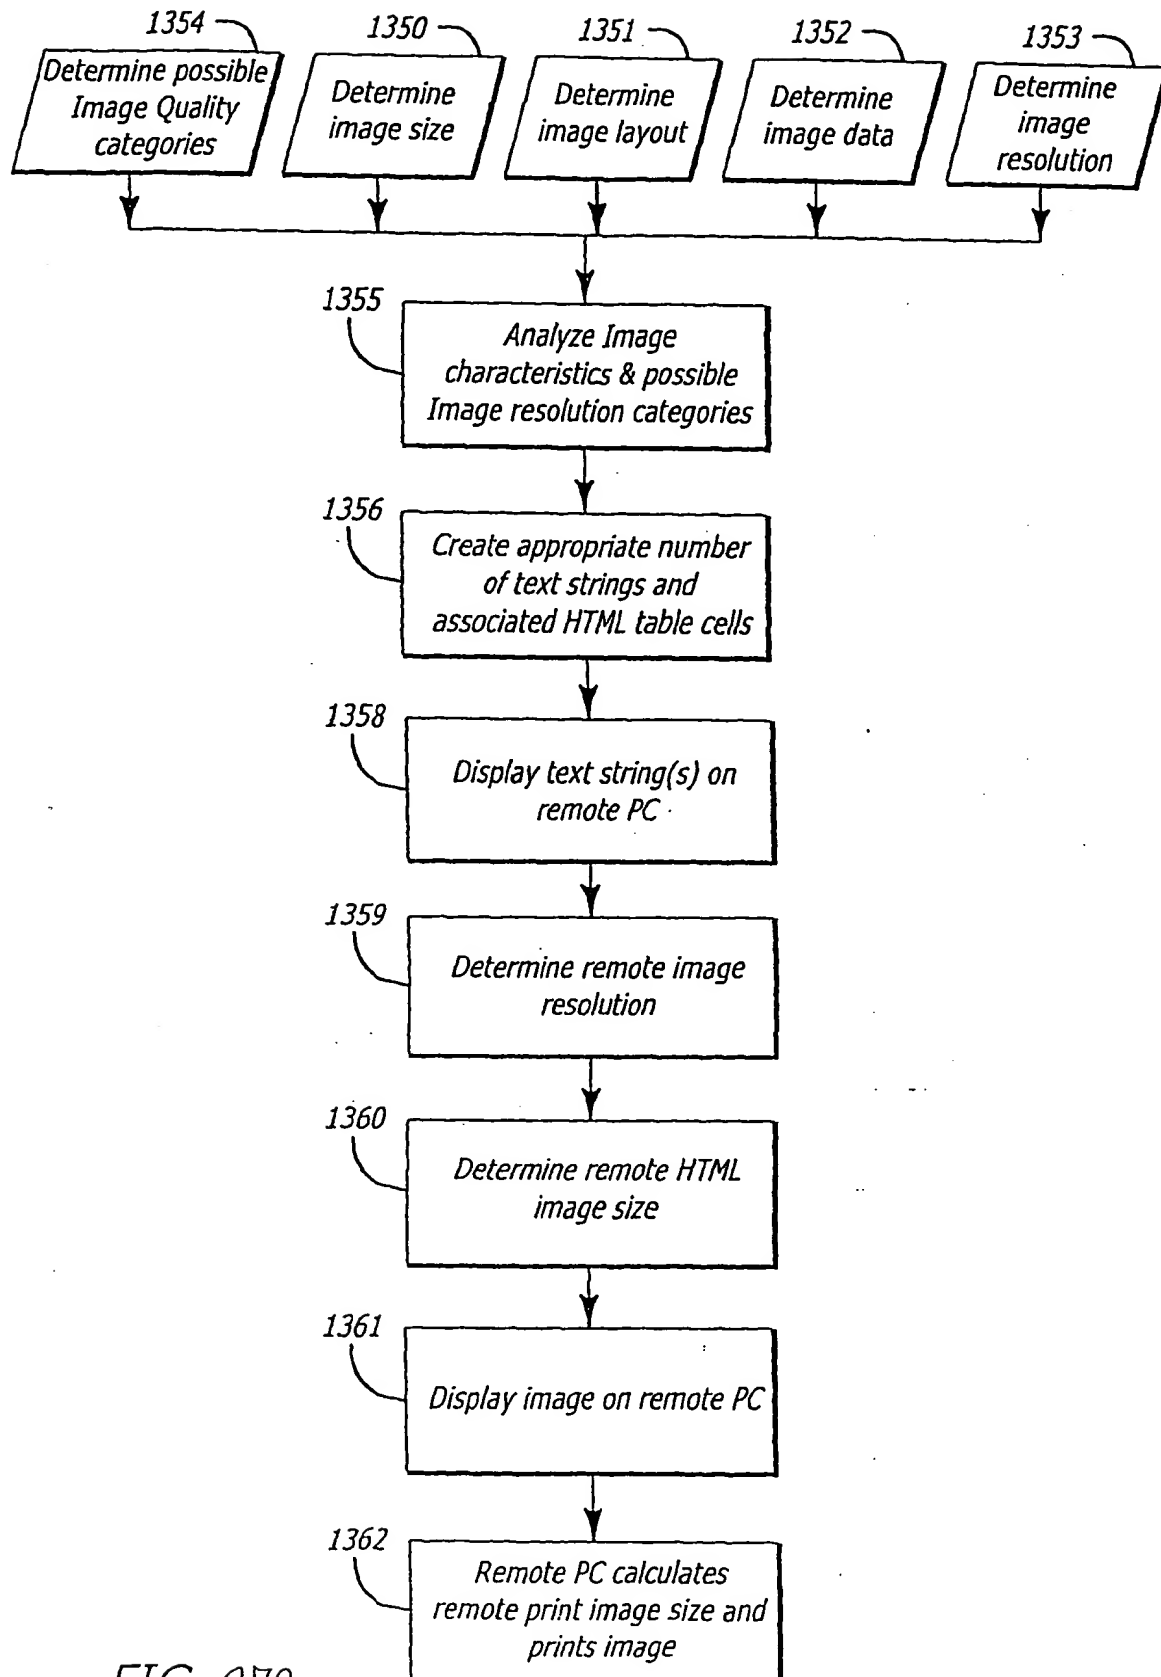 1354
Determine possible
Image Quality
categories
1350
Determine
image size
1351
Determine
image layout
1352
Determine
image data
1353
Determine
image
resolution
1355
Analyze Image
characteristics & possible
Image resolution categories
1356
Create appropriate number
of text strings and
associated HTML table cells
1358
Display text string(s) on
remote PC
1359
Determine remote image
resolution
1360
Determine remote HTML
image size
1361
Display image on remote PC
1362
Remote PC calculates
remote print image size and
prints image
FIG.